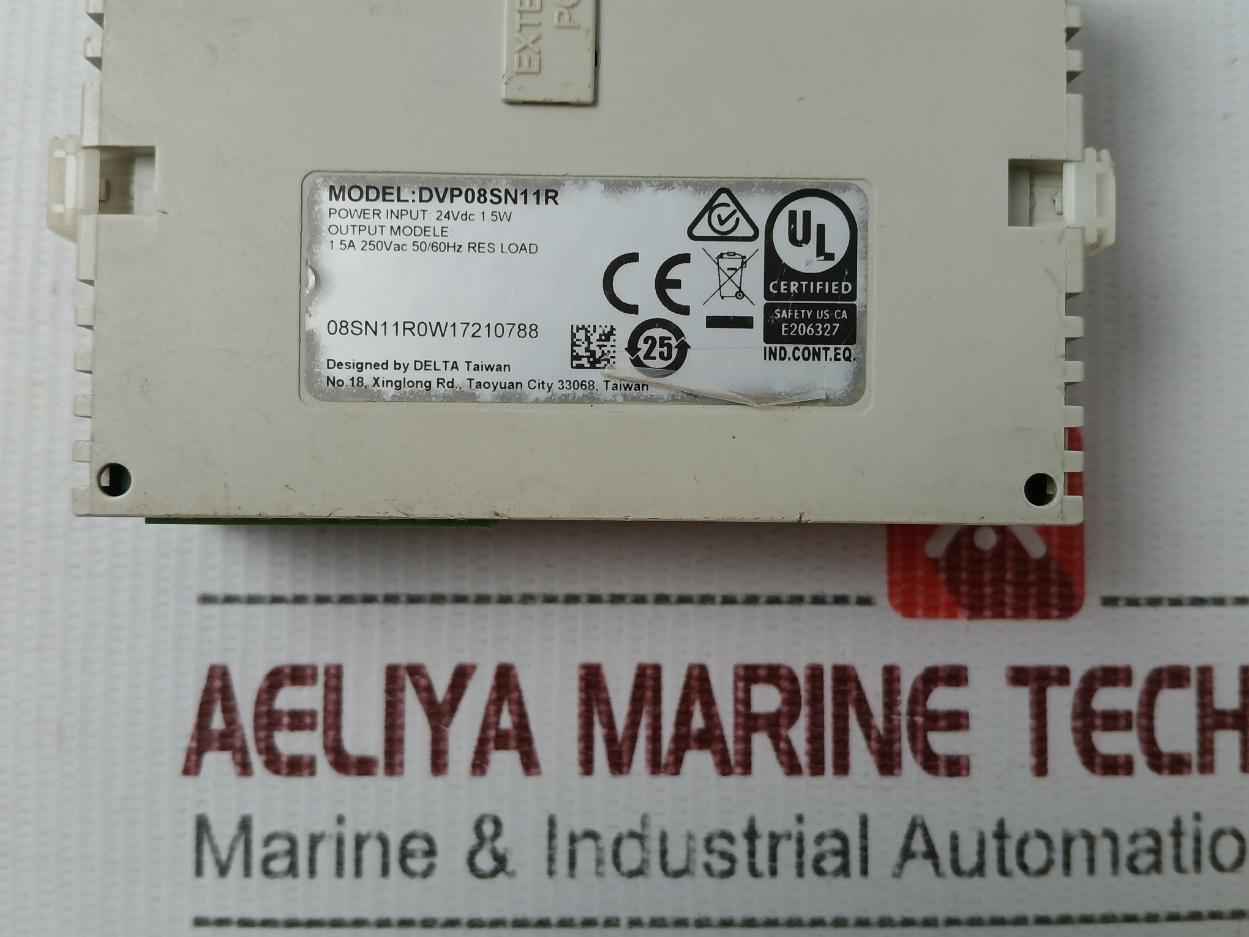 EXTE
PO
MODEL:DVP08SN11R
POWER INPUT 24Vdc 1.5W
OUTPUT MODELE
1.5A 250Vac 50/60Hz RES LOAD
UL
CERTIFIED
SAFETY US-CA
E206327
IND.CONT.EQ.
CE
25
08SN11R0W17210788
Designed by DELTA Taiwan
No.18, Xinglong Rd., Taoyuan City 33068, Taiwan
AELIYA MARINE TECH
Marine & Industrial Automatio